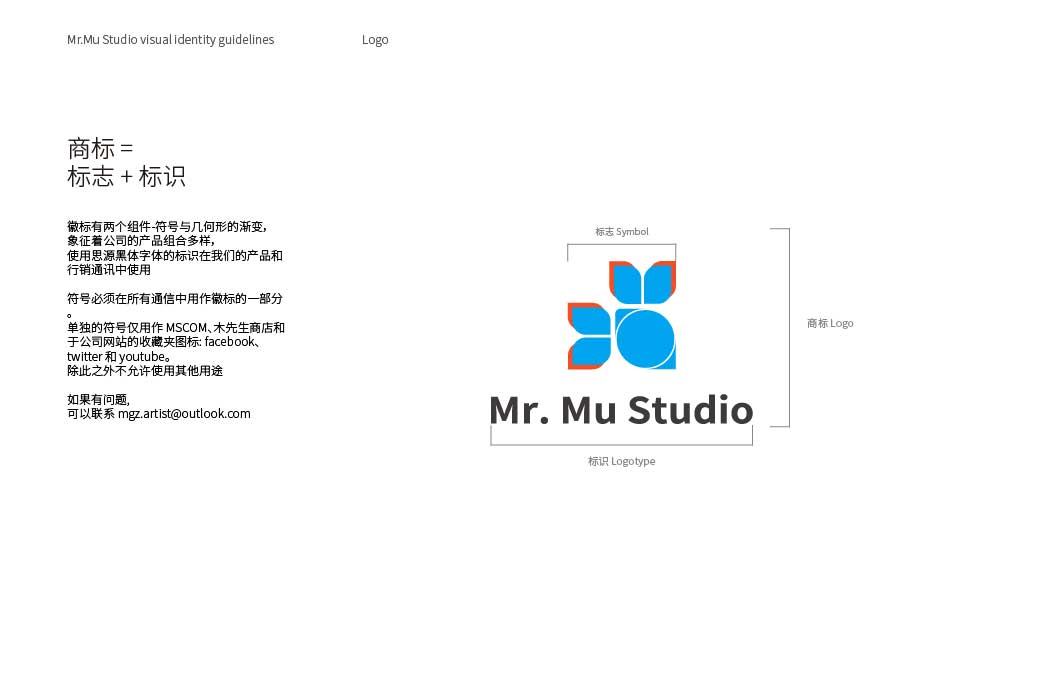 Mr.Mu Studio visual identity guidelines
Logo
商标 =
标志 + 标识
徽标有两个组件-符号与几何形的渐变,
象征着公司的产品组合多样,
使用思源黑体字体的标识在我们的产品和
行销通讯中使用
符号必须在所有通信中用作徽标的一部分
。
单独的符号仅用作 MSCOM、木先生商店和
于公司网站的收藏夹图标: facebook、
twitter 和 youtube。
除此之外不允许使用其他用途
如果有问题,
可以联系 mgz.artist@outlook.com
标志 Symbol
商标 Logo
Mr. Mu Studio
标识 Logotype